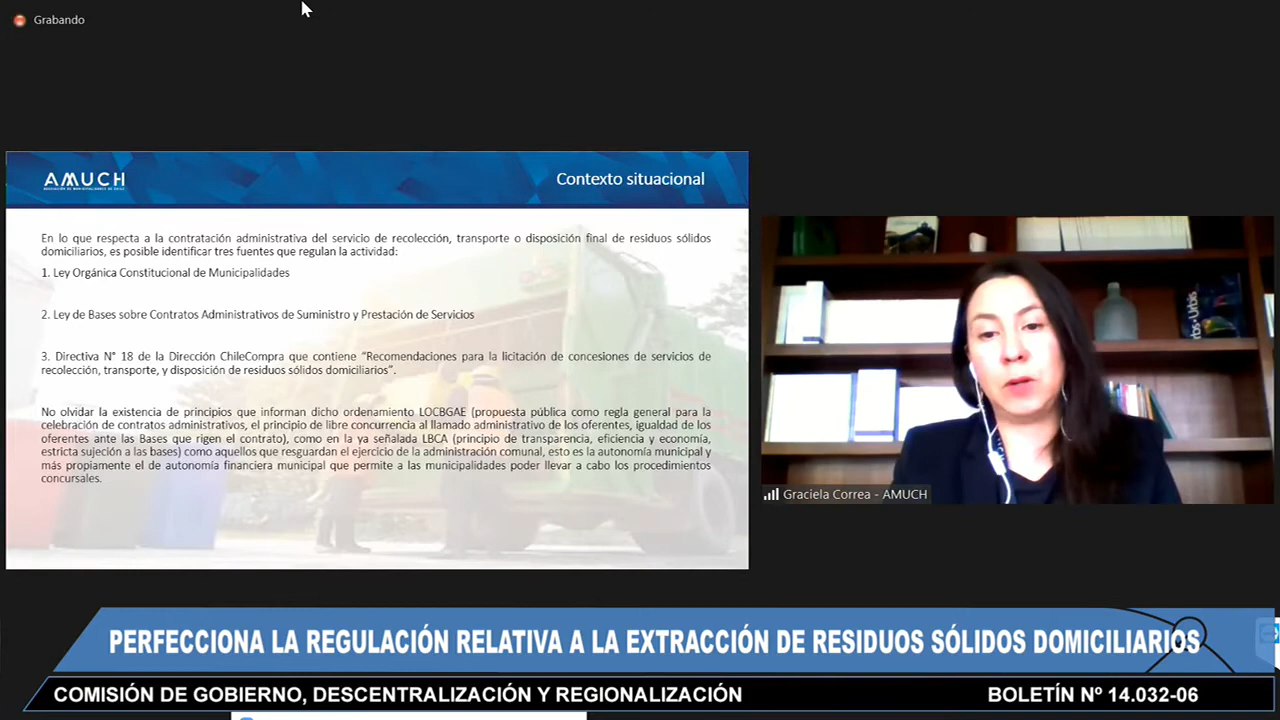 Grabando
AMUCH
ASOCIACIÓN DE MUNICIPALIDADES DE CHILE
Contexto situacional
En lo que respecta a la contratación administrativa del servicio de recolección, transporte o disposición final de residuos sólidos
domiciliarios, es posible identificar tres fuentes que regulan la actividad:
1. Ley Orgánica Constitucional de Municipalidades
2. Ley de Bases sobre Contratos Administrativos de Suministro y Prestación de Servicios
3. Directiva N° 18 de la Dirección ChileCompra que contiene “Recomendaciones para la licitación de concesiones de servicios de
recolección, transporte, y disposición de residuos sólidos domiciliarios”.
No olvidar la existencia de principios que informan dicho ordenamiento LOCBGAE (propuesta pública como regla general para la
celebración de contratos administrativos, el principio de libre concurrencia al llamado administrativo de los oferentes, igualdad de los
oferentes ante las Bases que rigen el contrato), como en la ya señalada LBCA (principio de transparencia, eficiencia y economía,
estricta sujeción a las bases) como aquellos que resguardan el ejercicio de la administración comunal, esto es la autonomía municipal y
más propiamente el de autonomía financiera municipal que permite a las municipalidades poder llevar a cabo los procedimientos
concursales.
Graciela Correa - AMUCH
PERFECCIONA LA REGULACIÓN RELATIVA A LA EXTRACCIÓN DE RESIDUOS SÓLIDOS DOMICILIARIOS
COMISIÓN DE GOBIERNO, DESCENTRALIZACIÓN Y REGIONALIZACIÓN
BOLETÍN Nº 14.032-06